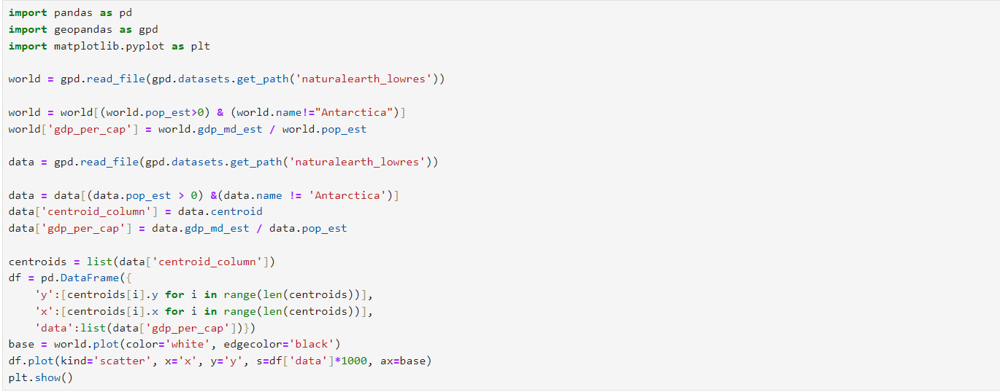 import pandas as pd
import geopandas as gpd
import matplotlib.pyplot as plt

world = gpd.read_file(gpd.datasets.get_path('naturalearth_lowres'))

world = world[(world.pop_est>0) & (world.name!="Antarctica")]
world['gdp_per_cap'] = world.gdp_md_est / world.pop_est

data = gpd.read_file(gpd.datasets.get_path('naturalearth_lowres'))

data = data[(data.pop_est > 0) &(data.name != 'Antarctica')]
data['centroid_column'] = data.centroid
data['gdp_per_cap'] = data.gdp_md_est / data.pop_est

centroids = list(data['centroid_column'])
df = pd.DataFrame({
    'y':[centroids[i].y for i in range(len(centroids))],
    'x':[centroids[i].x for i in range(len(centroids))],
    'data':list(data['gdp_per_cap'])})
base = world.plot(color='white', edgecolor='black')
df.plot(kind='scatter', x='x', y='y', s=df['data']*1000, ax=base)
plt.show()